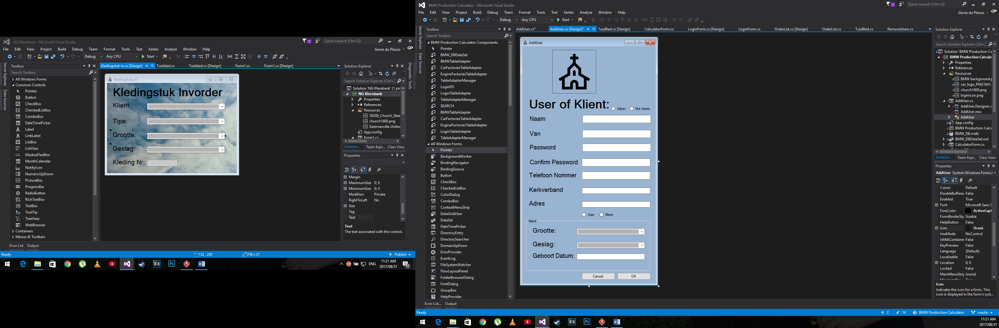 NG Klerebank - Microsoft Visual Studio
1
Quick Launch (Ctrl+Q)
File Edit View Project Build Debug Team Format Tools Test Xenko Analyze Window Help
Gerrie du Plessis GP
Debug Any CPU Start
Server Explorer
Data Sources
Toolbox
Search Toolbox
All Windows Forms
Common Controls
Pointer
Button
CheckBox
CheckedListBox
ComboBox
DateTimePicker
Label
LinkLabel
ListBox
ListView
MaskedTextBox
MonthCalendar
NotifyIcon
NumericUpDown
PictureBox
ProgressBar
RadioButton
RichTextBox
TextBox
ToolTip
TreeView
WebBrowser
Containers
Menus & Toolbars
Kledingstuk In.cs [Design] Tuisblad.cs Tuisblad.cs [Design] Form1.cs Form1.cs [Design]
Kledingstuk_In
Kledingstuk Invorder
Klient
Tipe:
Grootte:
Geslag:
Kleding Nr:
Solution Explorer
Search Solution Explorer (Ctrl+;)
Solution 'NG Klerebank' (1 pro
NG Klerebank
Properties
References
Resources
29208_Church_Stee
church1600.png
Eastmanville United
App.config
Form1.cs
Solution... Team Expl... Class View
Diagnostic Tools
Properties
Margin
MaximumSize 0; 0
MinimumSize 0; 0
Modifiers Private
RightToLeft No
Size
Tag
Text
Text
The text associated with the control.
Error List Output
Ready 132 , 209 256 x 21 Publish
ENG
11:21 AM
2017/08/31
12
BMW Production Calculator - Microsoft Visual Studio
1
Quick Launch (Ctrl+Q)
File Edit View Project Build Debug Team Format Tools Test Xenko Analyze Window Help
Gerrie du Plessis GP
Debug Any CPU Start
Server Explorer
Data Sources
Toolbox
Search Toolbox
BMW Production Calculator Components
Pointer
BMW_DBDataSet
BMWTableAdapter
CarFactoriesTableAdapter
EngineFactoriesTableAdapter
TableAdapterManager
LoginDS
LoginTableAdapter
TableAdapterManager
SEARCH
BMWTableAdapter
CarFactoriesTableAdapter
EngineFactoriesTableAdapter
LoginTableAdapter
TableAdapterManager
All Windows Forms
Pointer
BackgroundWorker
BindingNavigator
BindingSource
Button
CheckBox
CheckedListBox
ColorDialog
ComboBox
ContextMenuStrip
DataGridView
DataSet
DateTimePicker
DirectoryEntry
DirectorySearcher
DomainUpDown
ErrorProvider
EventLog
FileSystemWatcher
FlowLayoutPanel
FolderBrowserDialog
FontDialog
GroupBox
HelpProvider
AddUser.cs* AddUser.cs [Design]* TuisBlad.cs [Design] CalculatorForm.cs LoginForm.cs [Design] LoginForm.cs OrderList.cs [Design] OrderList.cs TuisBlad.cs RemoveUsers.cs
AddUser
User of Klient:
Admin Not Admin
Naam
Van
Password
Confirm Password
Telefoon Nommer
Kerkverband
Adres
User Klient
Klient
Grootte:
Geslag:
Geboort Datum:
Cancel OK
Solution Explorer
Search Solution Explorer (Ctrl+;)
Solution 'BMW Production Ca
BMW Production Calculat
Properties
References
Resources
BMW background.p
car_logo_PNG1641.
church1600.png
loginicon.png
AddUser.cs
AddUser.Designer.c
AddUser.resx
AddUser
App.config
BMW Production Calcu
BMW_DB.mdb
BMW_DBDataSet.xsd
CalculatorForm.cs
Solution... Team Expl... Class View
Properties
AddUser System.Windows.Forms.
Cursor Default
DoubleBuffered False
Enabled True
Font Microsoft Sans S
ForeColor ActiveCapt
FormBorderSty Sizable
HelpButton False
Icon (Icon)
ImeMode NoControl
IsMdiContainer False
KeyPreview False
Language (Default)
Localizable False
Location 0; 0
Locked False
MainMenuStrip (none)
Icon
Indicates the icon for a form. This
icon is displayed in the form's syst...
Error List... Output
Ready 2 14 BMW Production Calculator master
11:21 AM
2017/08/31